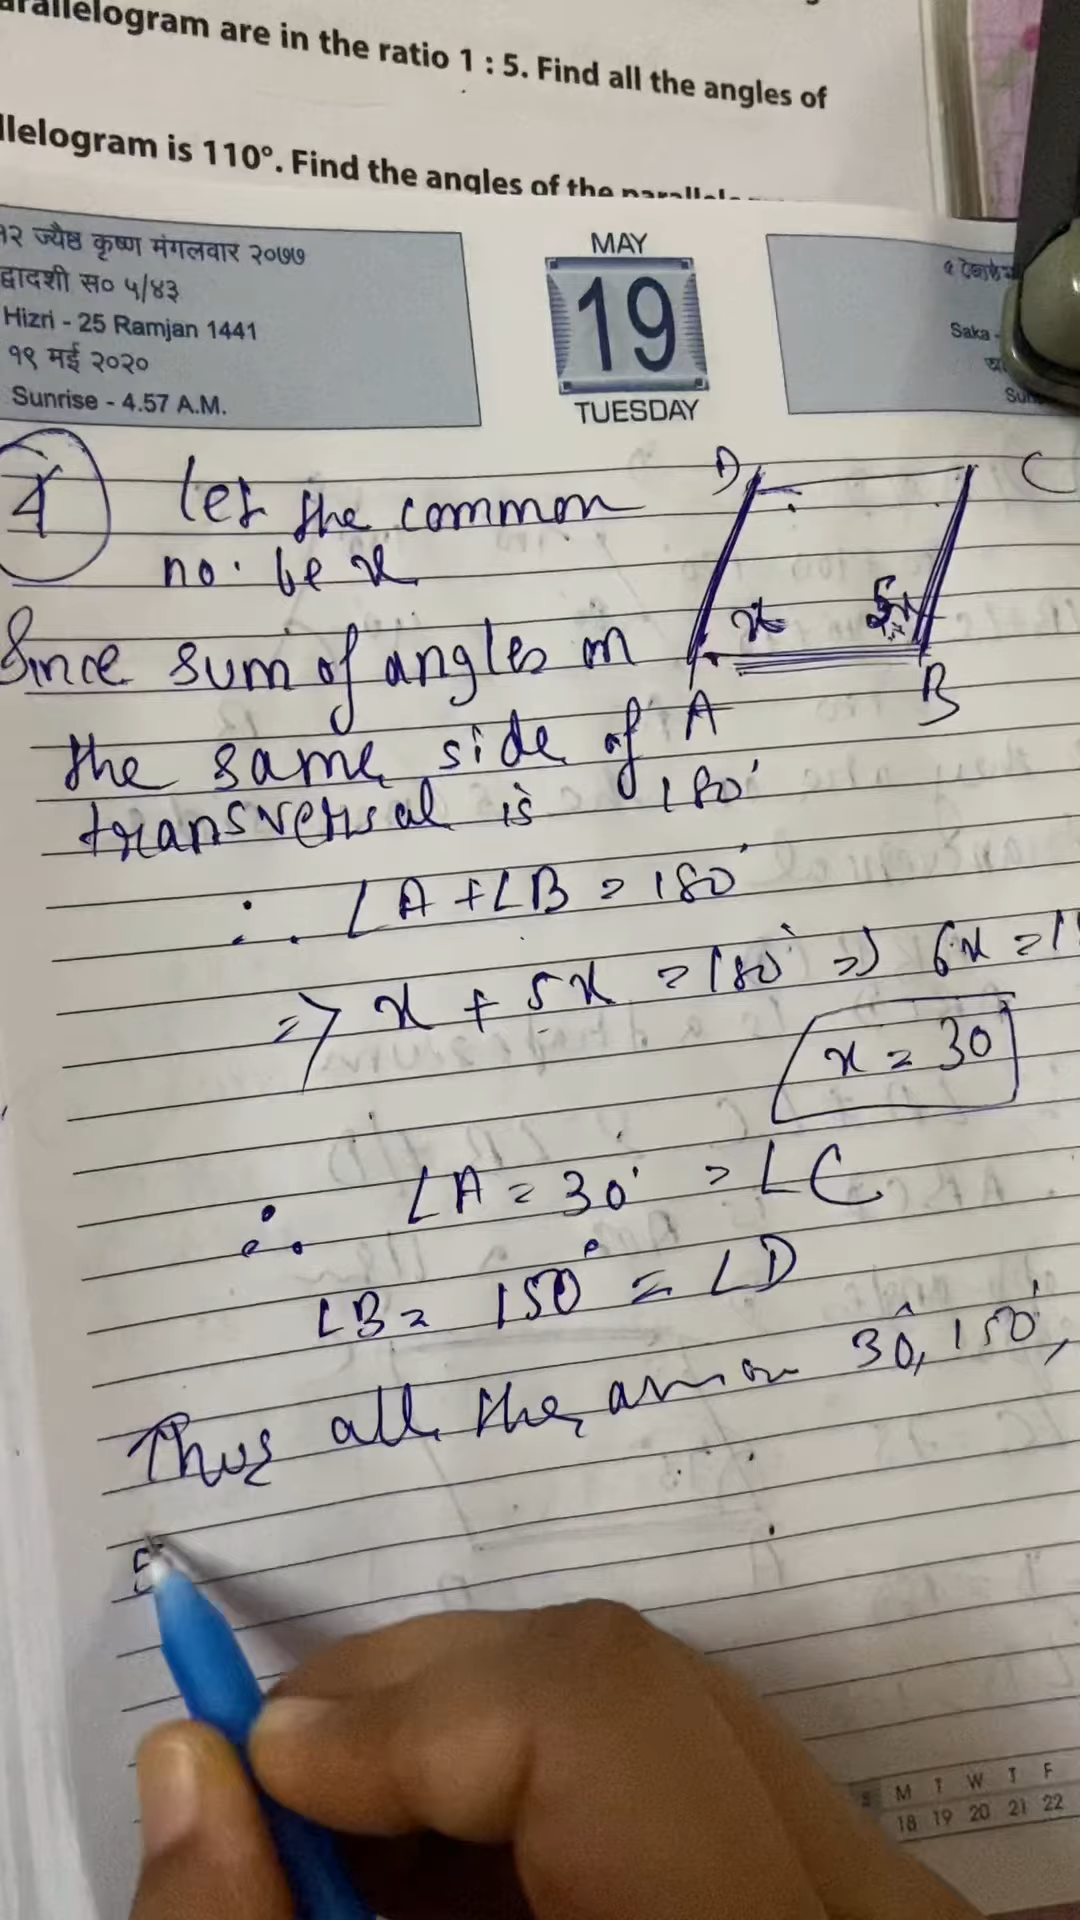 arallelogram are in the ratio 1 : 5. Find all the angles of
llelogram is 110°. Find the angles of the parallel
१२ ज्यैष्ठ कृष्ण मंगलवार २०७७
द्वादशी स० ५/४३
Hizri - 25 Ramjan 1441
१९ मई २०२०
Sunrise - 4.57 A.M.
MAY
19
TUESDAY
Saka -
Sun
4
let the common
no. be x
D C
x 5x
A B
Since sum of angles on
the same side of
transversal is 180°
∴ ∠A + ∠B = 180°
=> x + 5x = 180° => 6x = 1
x = 30
∴ ∠A = 30° = ∠C
∠B = 150° = ∠D
Thus all the are 30°, 150°,
5
S M T W T F
18 19 20 21 22